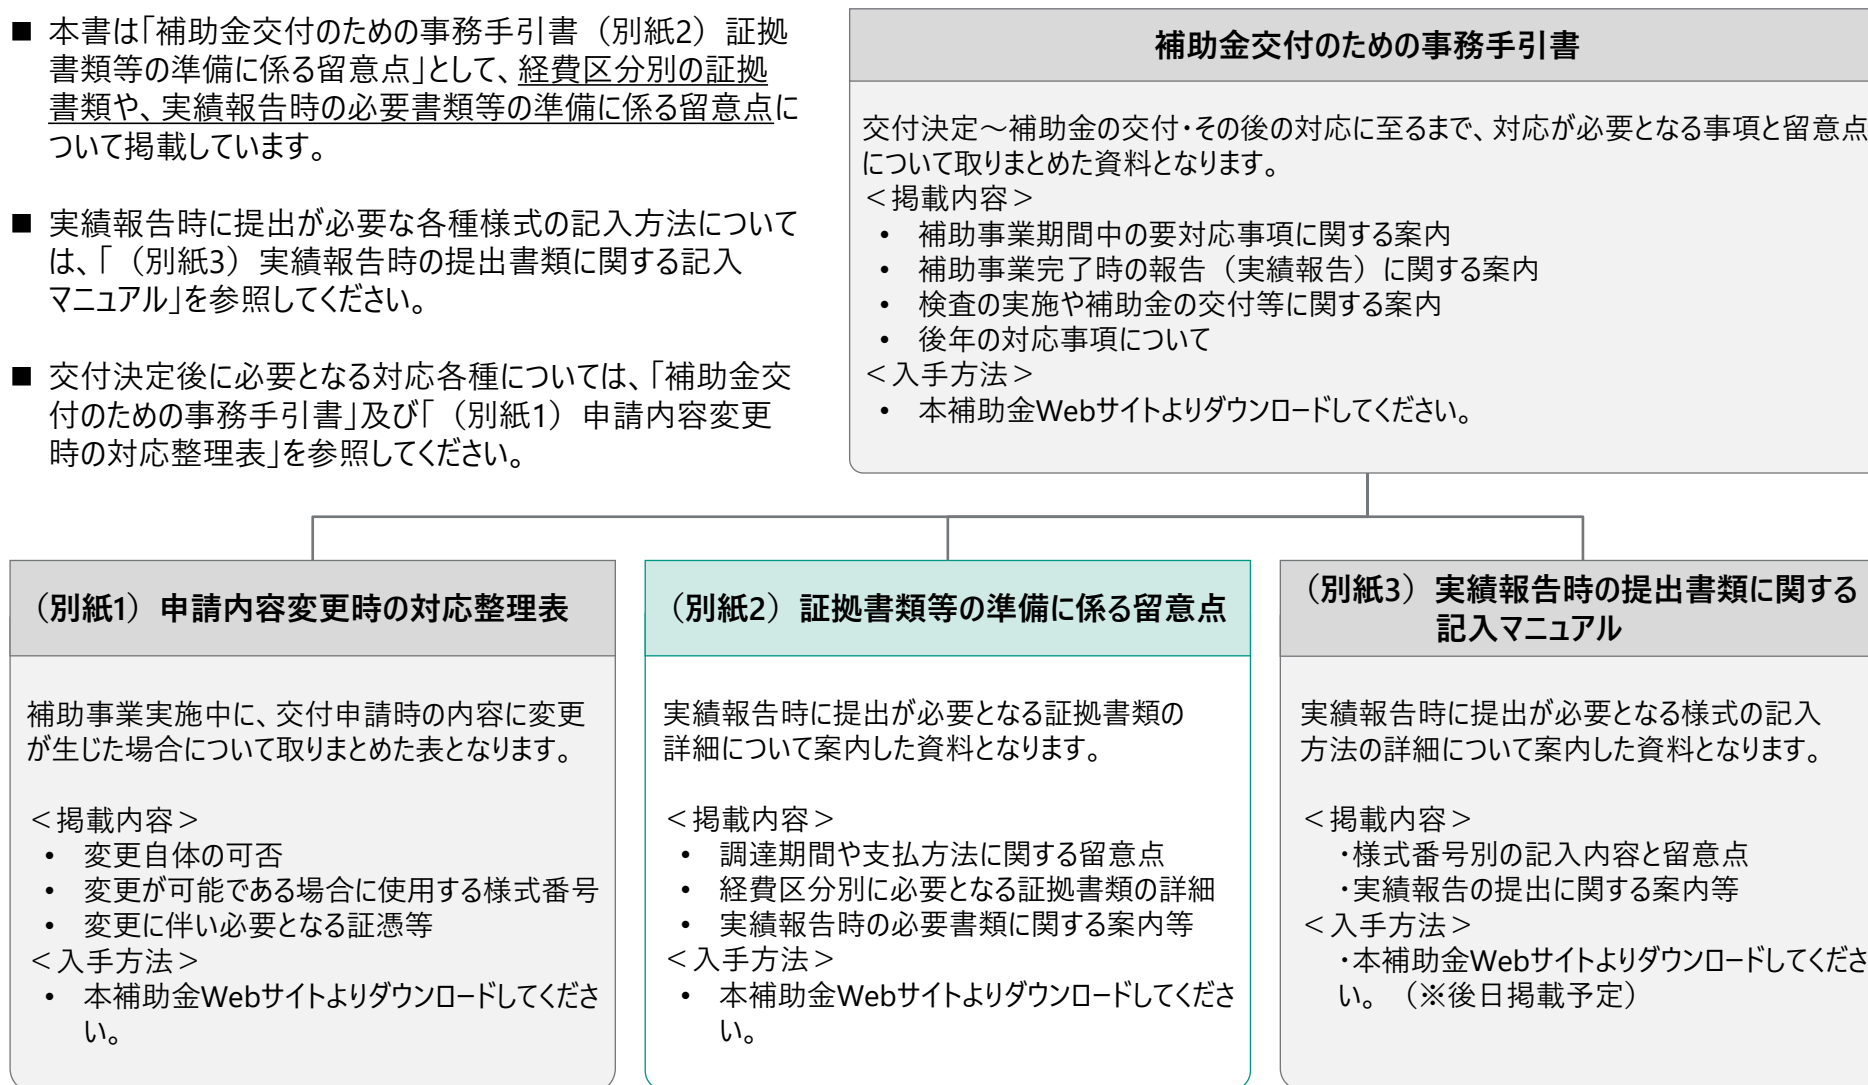 ■ 本書は「補助金交付のための事務手引書（別紙2）証拠
書類等の準備に係る留意点」として、経費区分別の証拠
書類や、実績報告時の必要書類等の準備に係る留意点に
ついて掲載しています。
■ 実績報告時に提出が必要な各種様式の記入方法について
は、「（別紙3）実績報告時の提出書類に関する記入
マニュアル」を参照してください。
■ 交付決定後に必要となる対応各種については、「補助金交
付のための事務手引書」及び「（別紙1）申請内容変更
時の対応整理表」を参照してください。
補助金交付のための事務手引書
交付決定～補助金の交付・その後の対応に至るまで、対応が必要となる事項と留意点
について取りまとめた資料となります。
＜掲載内容＞
• 補助事業期間中の要対応事項に関する案内
• 補助事業完了時の報告（実績報告）に関する案内
• 検査の実施や補助金の交付等に関する案内
• 後年の対応事項について
＜入手方法＞
• 本補助金Webサイトよりダウンロードしてください。
（別紙1）申請内容変更時の対応整理表
補助事業実施中に、交付申請時の内容に変更
が生じた場合について取りまとめた表となります。
＜掲載内容＞
• 変更自体の可否
• 変更が可能である場合に使用する様式番号
• 変更に伴い必要となる証憑等
＜入手方法＞
• 本補助金Webサイトよりダウンロードしてくださ
い。
（別紙2）証拠書類等の準備に係る留意点
実績報告時に提出が必要となる証拠書類の
詳細について案内した資料となります。
＜掲載内容＞
• 調達期間や支払方法に関する留意点
• 経費区分別に必要となる証拠書類の詳細
• 実績報告時の必要書類に関する案内等
＜入手方法＞
• 本補助金Webサイトよりダウンロードしてくださ
い。
（別紙3）実績報告時の提出書類に関する
記入マニュアル
実績報告時に提出が必要となる様式の記入
方法の詳細について案内した資料となります。
＜掲載内容＞
・様式番号別の記入内容と留意点
・実績報告の提出に関する案内等
＜入手方法＞
・本補助金Webサイトよりダウンロードしてくださ
い。（※後日掲載予定）